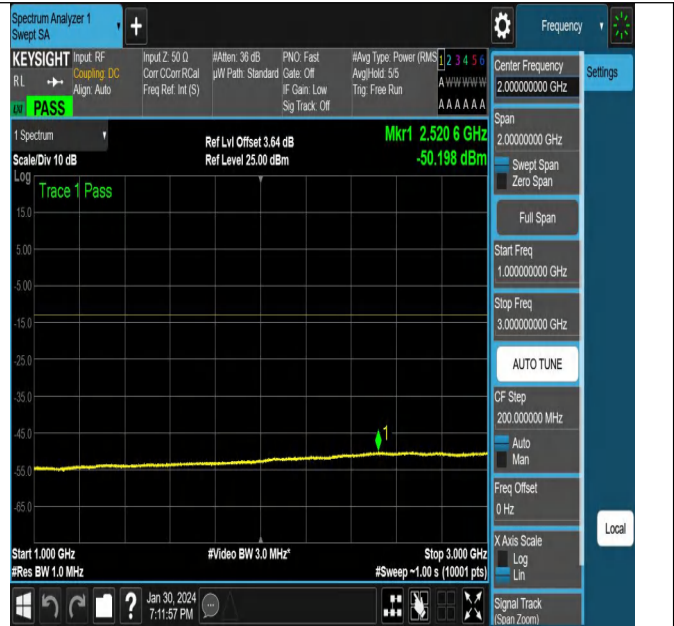 Spectrum Analyzer 1
Swept SA
+
Frequency
KEYSIGHT
Input: RF
Input Z: 50 Ω
#Atten: 36 dB
PNO: Fast
#Avg Type: Power (RMS
1 2 3 4 5 6
RL
Coupling: DC
Corr CCorr RCal
µW Path: Standard
Gate: Off
Avg|Hold: 5/5
A W W W W W
Align: Auto
Freq Ref: Int (S)
IF Gain: Low
Trig: Free Run
Sig Track: Off
A A A A A A
LXI
PASS
1 Spectrum
Ref Lvl Offset 3.64 dB
Mkr1 2.520 6 GHz
Scale/Div 10 dB
Ref Level 25.00 dBm
-50.198 dBm
Log
Trace 1 Pass
15.0
5.00
-5.00
-15.0
-25.0
-35.0
-45.0
1
-55.0
-65.0
Start 1.000 GHz
#Video BW 3.0 MHz*
Stop 3.000 GHz
#Res BW 1.0 MHz
#Sweep ~1.00 s (10001 pts)
?
Jan 30, 2024
7:11:57 PM
Center Frequency
2.000000000 GHz
Settings
Span
2.00000000 GHz
Swept Span
Zero Span
Full Span
Start Freq
1.000000000 GHz
Stop Freq
3.000000000 GHz
AUTO TUNE
CF Step
200.000000 MHz
Auto
Man
Freq Offset
0 Hz
X Axis Scale
Log
Lin
Local
Signal Track
(Span Zoom)